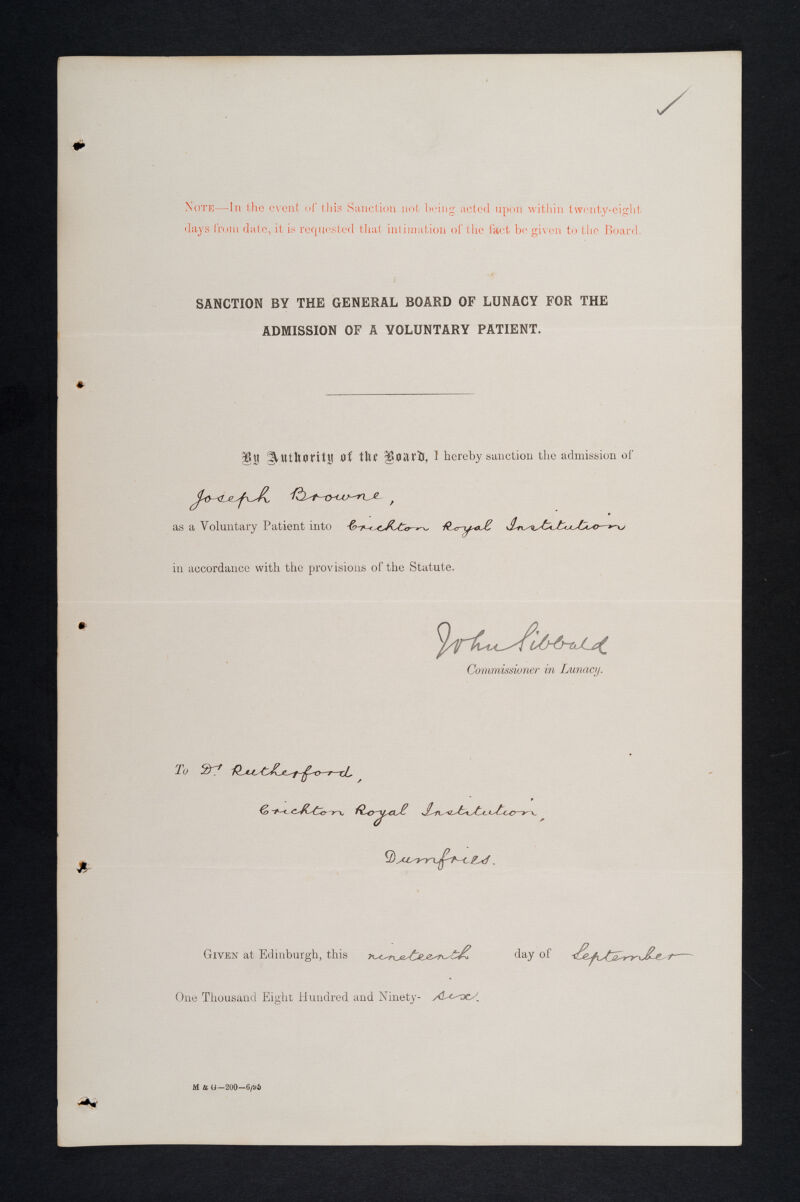 NOTE—In the event of this Sanction not being acted upon within twenty-eight
days from date, it is requested that intimation of the fact be given to the Board.
SANCTION BY THE GENERAL BOARD OF LUNACY FOR THE
ADMISSION OF A VOLUNTARY PATIENT.
By Authority of the Board, I hereby sanction the admission of
Joseph Browne,
as a Voluntary Patient into Crichton Royal Institution
in accordance with the provisions of the Statute.
John Sibbald
Commissioner in Lunacy.
To Dr. Rutherford,
Crichton Royal Institution,
Dumfries.
GIVEN at Edinburgh, this nineteenth day of September
One Thousand Eight Hundred and Ninety- six.
M & G—200—6/95